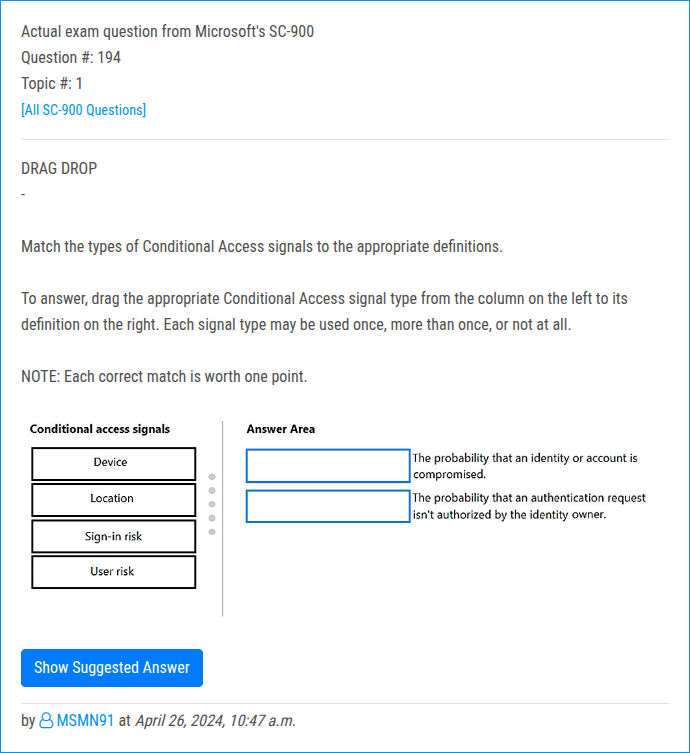 Actual exam question from Microsoft's SC-900
Question #: 194
Topic #: 1
[All SC-900 Questions]
DRAG DROP
-
Match the types of Conditional Access signals to the appropriate definitions.
To answer, drag the appropriate Conditional Access signal type from the column on the left to its
definition on the right. Each signal type may be used once, more than once, or not at all.
NOTE: Each correct match is worth one point.
Conditional access signals
Device
Location
Sign-in risk
User risk
Answer Area
The probability that an identity or account is
compromised.
The probability that an authentication request
isn't authorized by the identity owner.
Show Suggested Answer
by MSMN91 at April 26, 2024, 10:47 a.m.